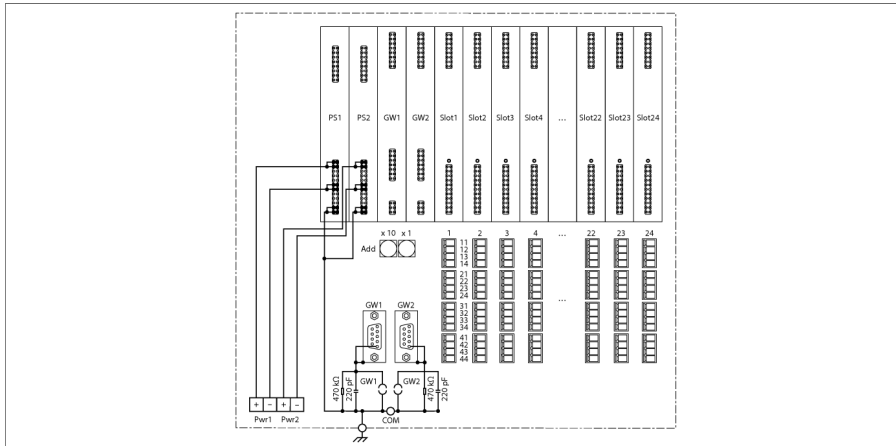 PS1 PS2 GW1 GW2 Slot1 Slot2 Slot3 Slot4 ... Slot22 Slot23 Slot24
Add x 10 x 1
1 2 3 4 ... 22 23 24
11
12
13
14
21
22
23
24
...
31
32
33
34
41
42
43
44
GW1 GW2
470 kΩ
220 pF
GW1 GW2
470 kΩ
220 pF
+ − + −
Pwr1 Pwr2
COM